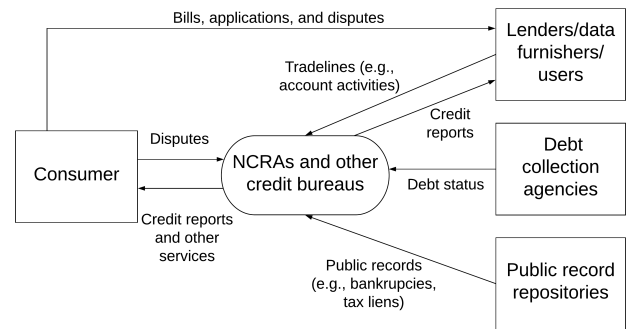 Bills, applications, and disputes
Lenders/data
furnishers/
users
Tradelines (e.g.,
account activities)
Credit
reports
Disputes
Consumer
NCRAs and other
credit bureaus
Debt
collection
agencies
Debt status
Credit reports
and other
services
Public records
(e.g., bankrupcies,
tax liens)
Public record
repositories